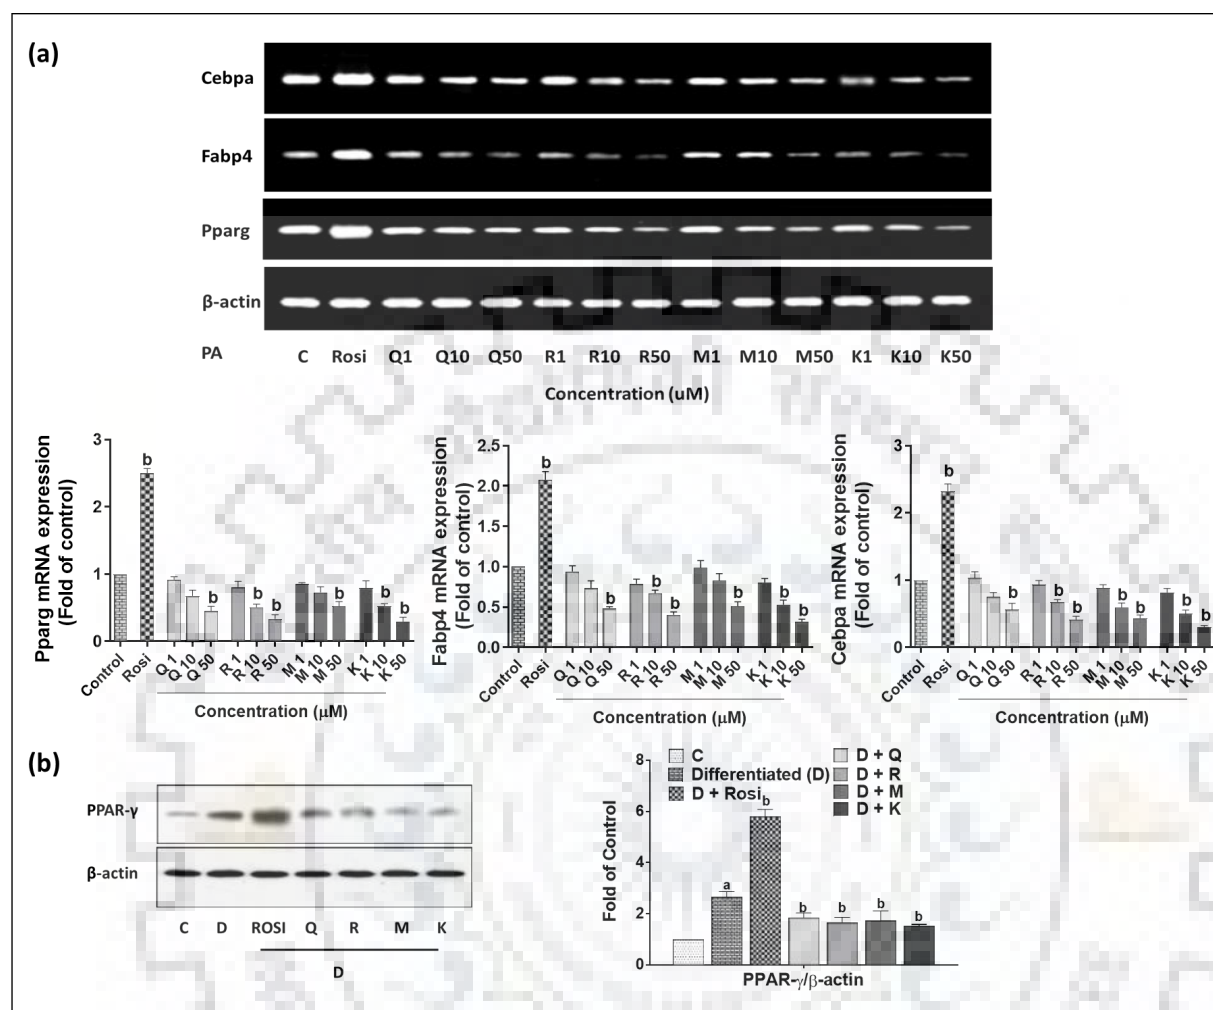 (a)
Cebpa
Fabp4
Pparg
β-actin
PA C Rosi Q1 Q10 Q50 R1 R10 R50 M1 M10 M50 K1 K10 K50
Concentration (uM)
Pparg mRNA expression
(Fold of control)
3
2
1
0
b
b
b
b
b
b
b
Control Rosi Q 1 Q 10 Q 50 R 1 R 10 R 50 M 1 M 10 M 50 K 1 K 10 K 50
Concentration (μM)
Fabp4 mRNA expression
(Fold of control)
2.5
2.0
1.5
1.0
0.5
0.0
b
b
b
b
b
b
b
Control Rosi Q 1 Q 10 Q 50 R 1 R 10 R 50 M 1 M 10 M 50 K 1 K 10 K 50
Concentration (μM)
Cebpa mRNA expression
(Fold of control)
3
2
1
0
b
b
b
b
b
b
b
b
Control Rosi Q 1 Q 10 Q 50 R 1 R 10 R 50 M 1 M 10 M 50 K 1 K 10 K 50
Concentration (μM)
(b)
PPAR-γ
β-actin
C D ROSI Q R M K
D
Fold of Control
8
6
4
2
0
C
Differentiated (D)
D + Rosi
D + Q
D + R
D + M
D + K
a
b
b
b
b
b
b
PPAR-γ/β-actin